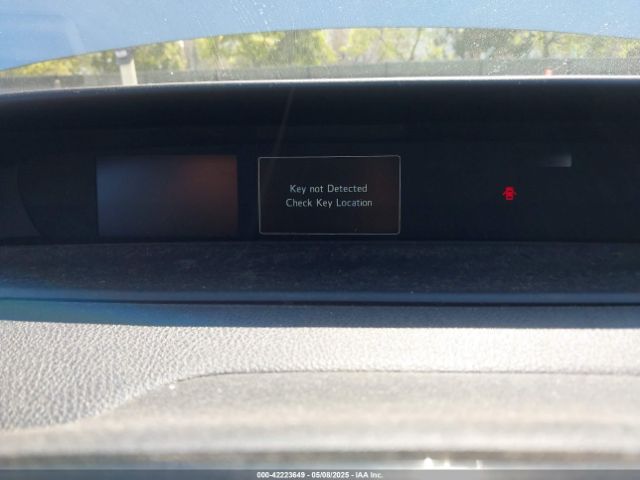 Key not Detected
Check Key Location
000-42223649 - 05/08/2025 - IAA Inc.